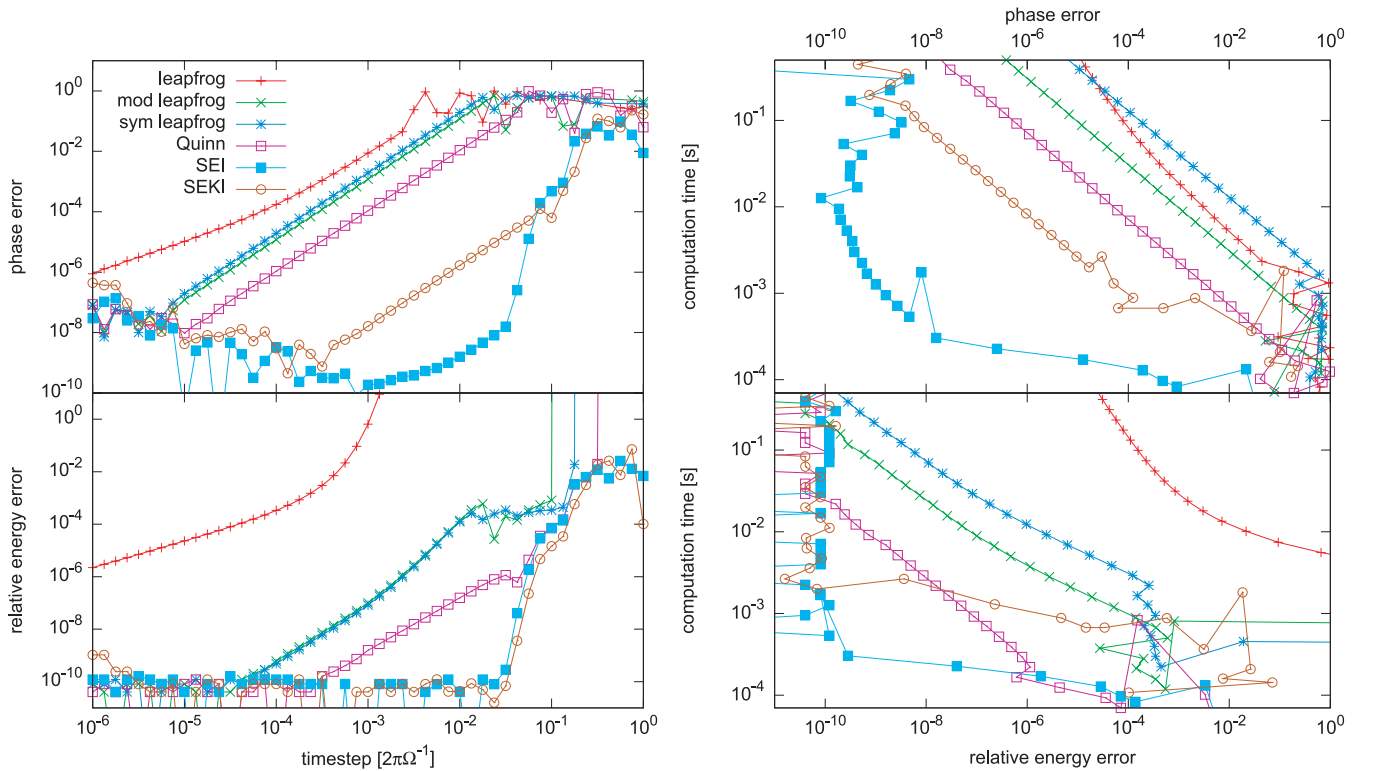 phase error
10^-10 10^-8 10^-6 10^-4 10^-2 10^0
10^0
10^-2
10^-4
10^-6
10^-8
10^-10
phase error
leapfrog
mod leapfrog
sym leapfrog
Quinn
SEI
SEKI
10^-1
10^-2
10^-3
10^-4
computation time [s]
10^0
10^-2
10^-4
10^-6
10^-8
10^-10
relative energy error
10^-6 10^-5 10^-4 10^-3 10^-2 10^-1 10^0
timestep [2πΩ^-1]
10^-1
10^-2
10^-3
10^-4
computation time [s]
10^-10 10^-8 10^-6 10^-4 10^-2 10^0
relative energy error